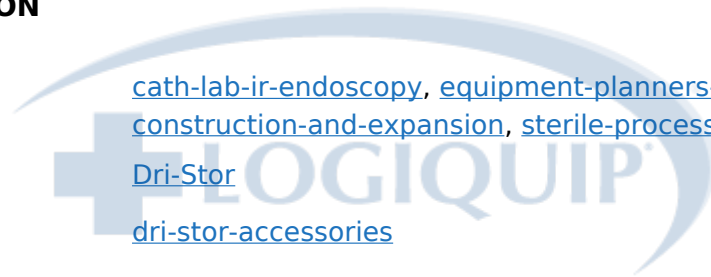 ON
cath-lab-ir-endoscopy, equipment-planners-
construction-and-expansion, sterile-process
Dri-Stor
dri-stor-accessories
LOGIQUIP